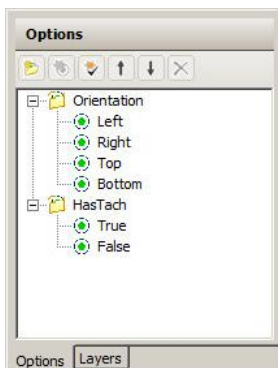 Options
Orientation
Left
Right
Top
Bottom
HasTach
True
False
Options Layers